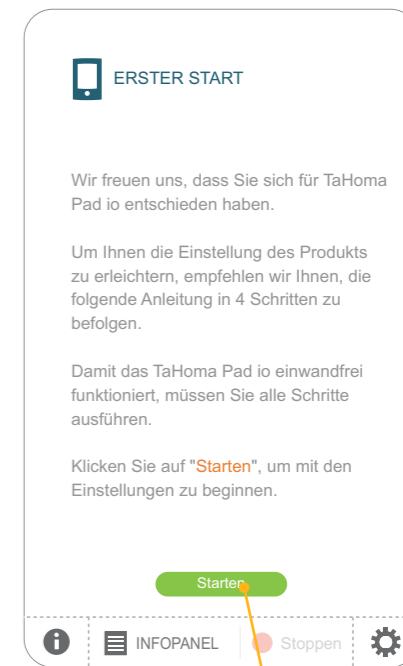 ERSTER START
Wir freuen uns, dass Sie sich für TaHoma
Pad io entschieden haben.
Um Ihnen die Einstellung des Produkts
zu erleichtern, empfehlen wir Ihnen, die
folgende Anleitung in 4 Schritten zu
befolgen.
Damit das TaHoma Pad io einwandfrei
funktioniert, müssen Sie alle Schritte
ausführen.
Klicken Sie auf "Starten", um mit den
Einstellungen zu beginnen.
Starten
INFOPANEL Stoppen